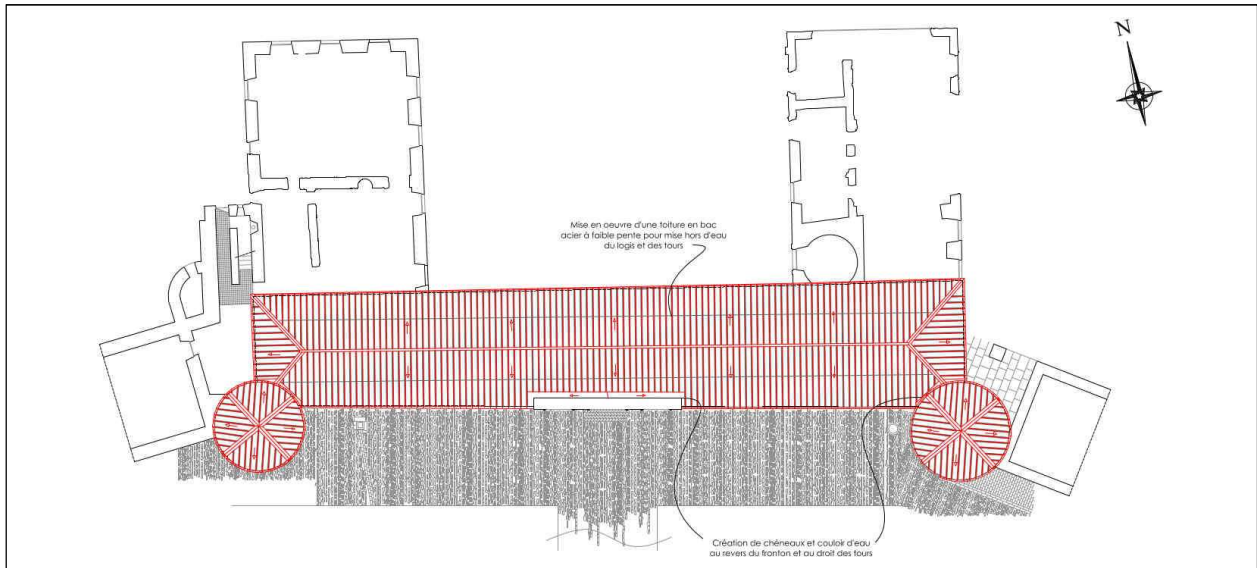 N
Mise en oeuvre d'une toiture en bac
acier à faible pente pour mise hors d'eau
du logis et des tours
Création de chéneaux et couloir d'eau
au revers du fronton et au droit des tours